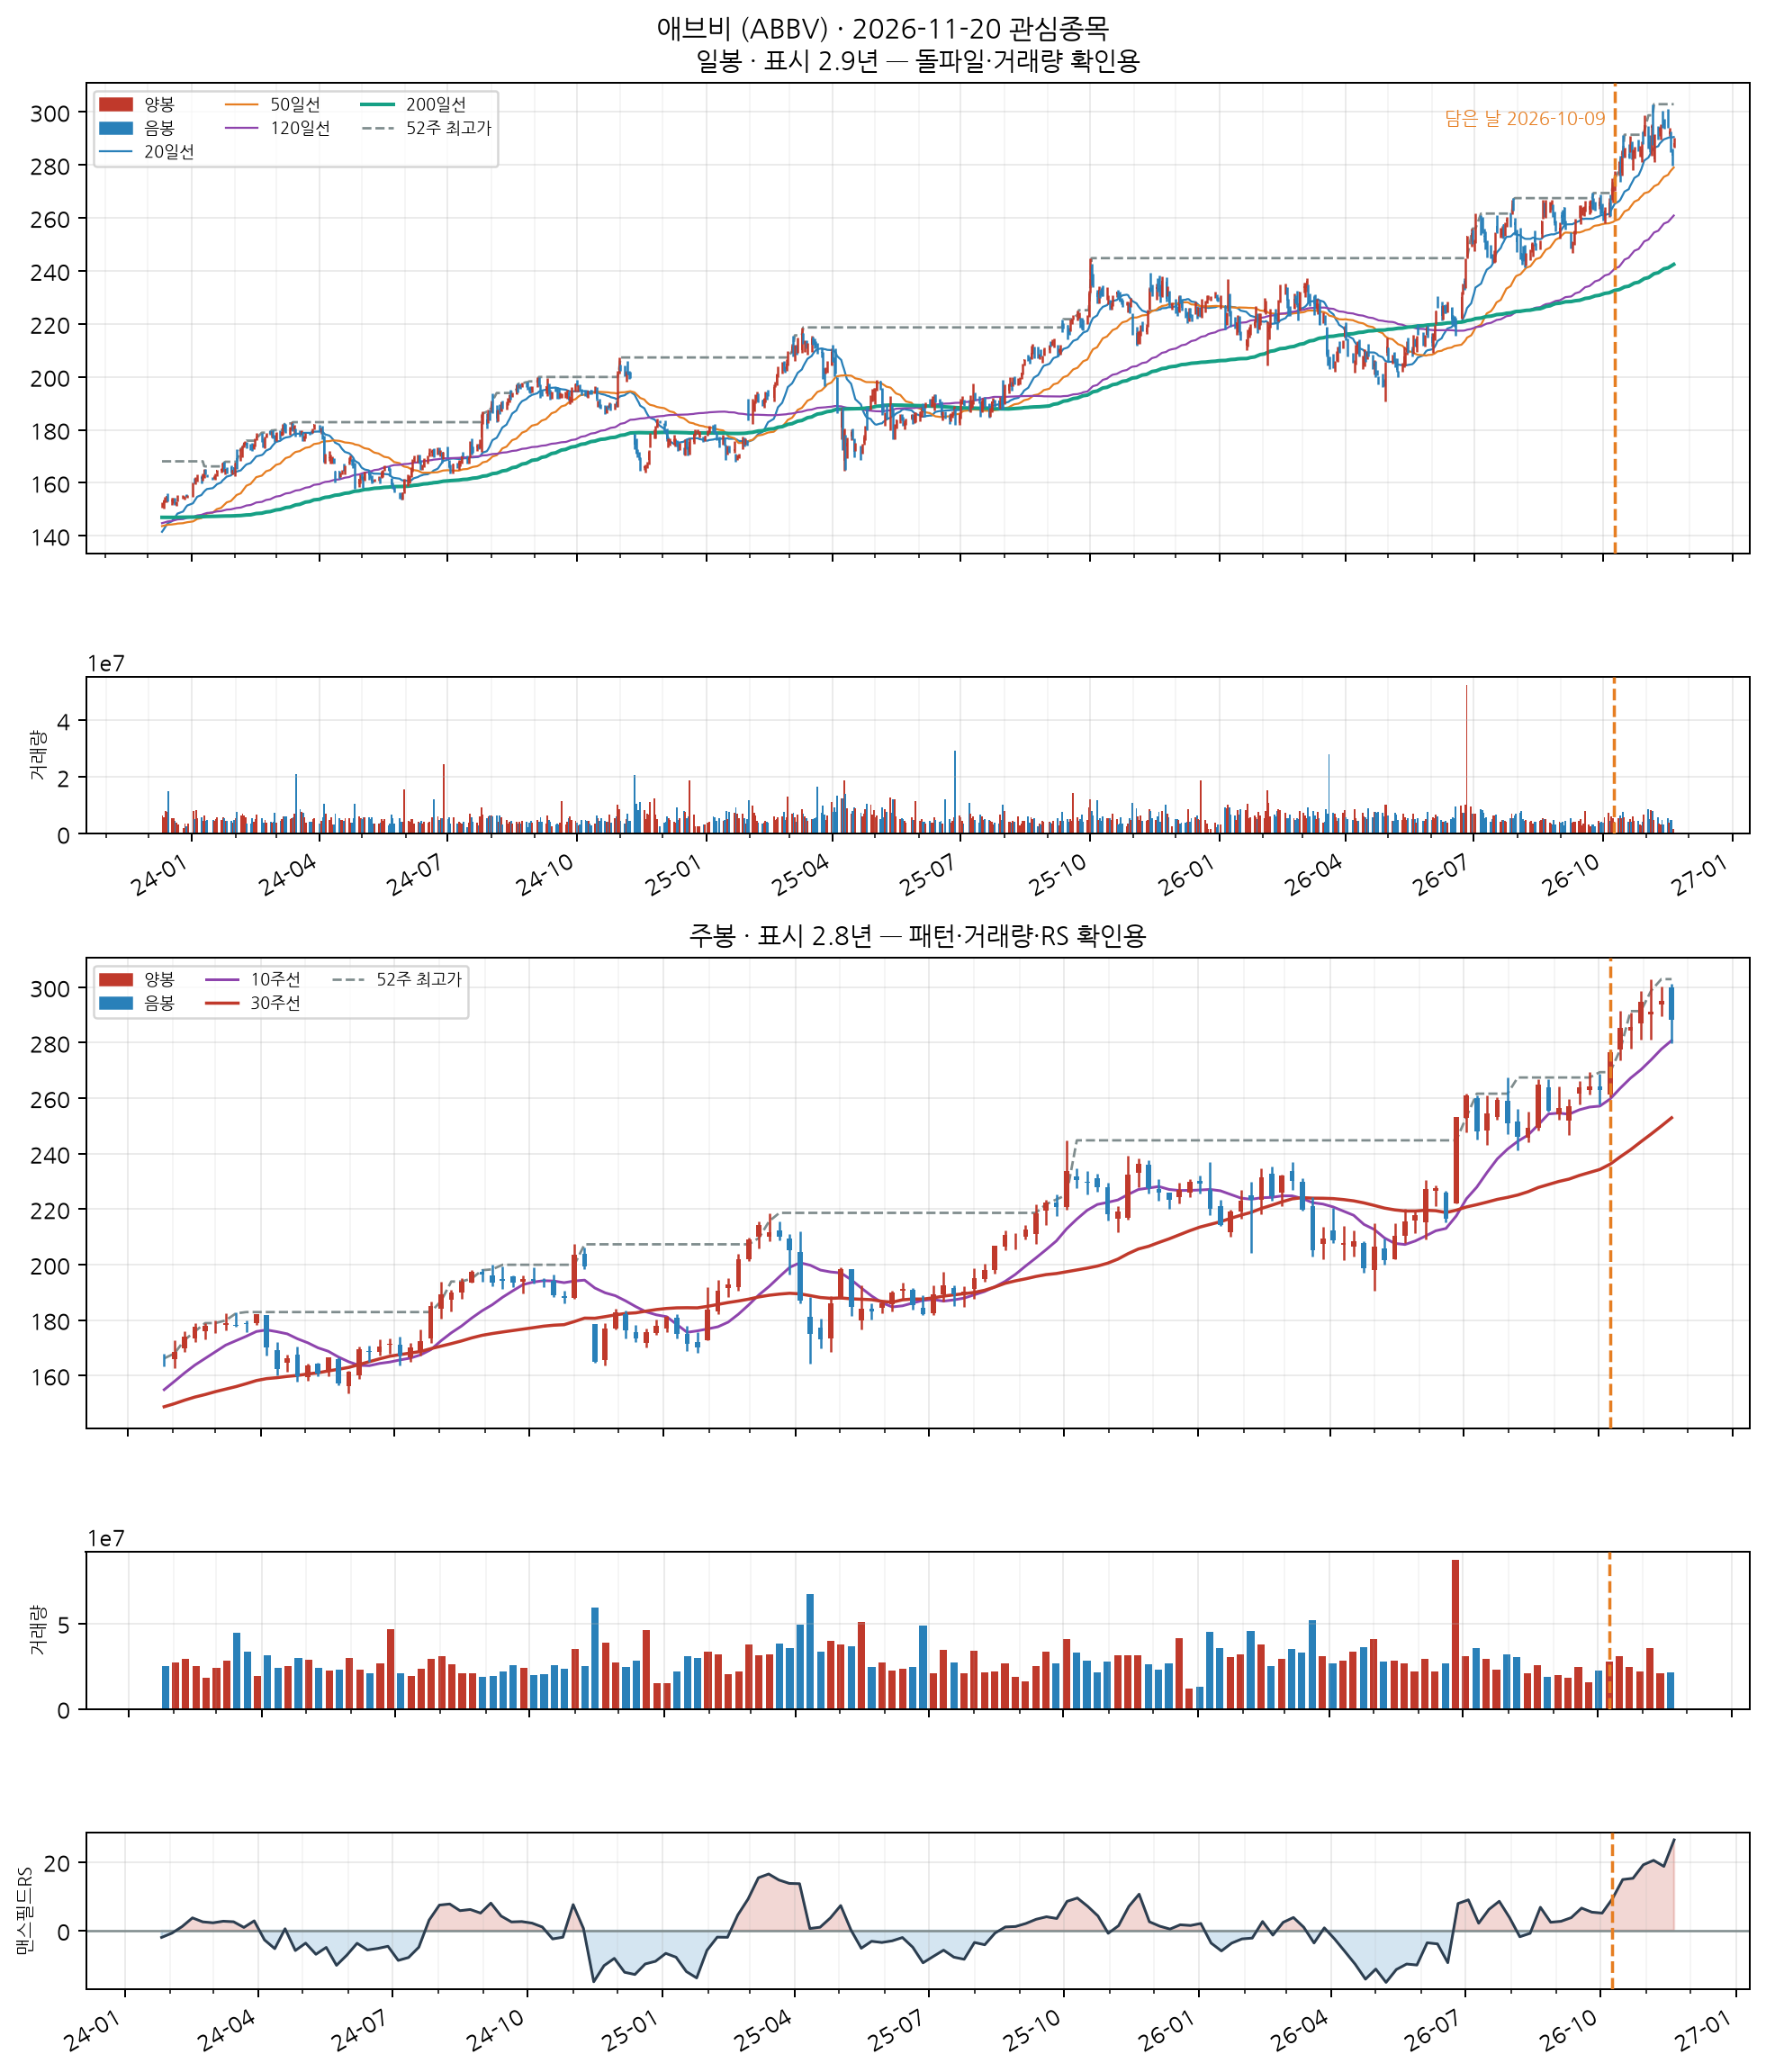 애브비 (ABBV) · 2026-11-20 관심종목
일봉 · 표시 2.9년 — 돌파일·거래량 확인용
양봉 50일선 200일선
음봉 120일선 52주 최고가
20일선
담은 날 2026-10-09
300
280
260
240
220
200
180
160
140
1e7
거래량
4
2
0
24-01 24-04 24-07 24-10 25-01 25-04 25-07 25-10 26-01 26-04 26-07 26-10 27-01
주봉 · 표시 2.8년 — 패턴·거래량·RS 확인용
양봉 10주선 52주 최고가
음봉 30주선
300
280
260
240
220
200
180
160
1e7
거래량
5
0
맨스필드RS
20
0
24-01 24-04 24-07 24-10 25-01 25-04 25-07 25-10 26-01 26-04 26-07 26-10 27-01